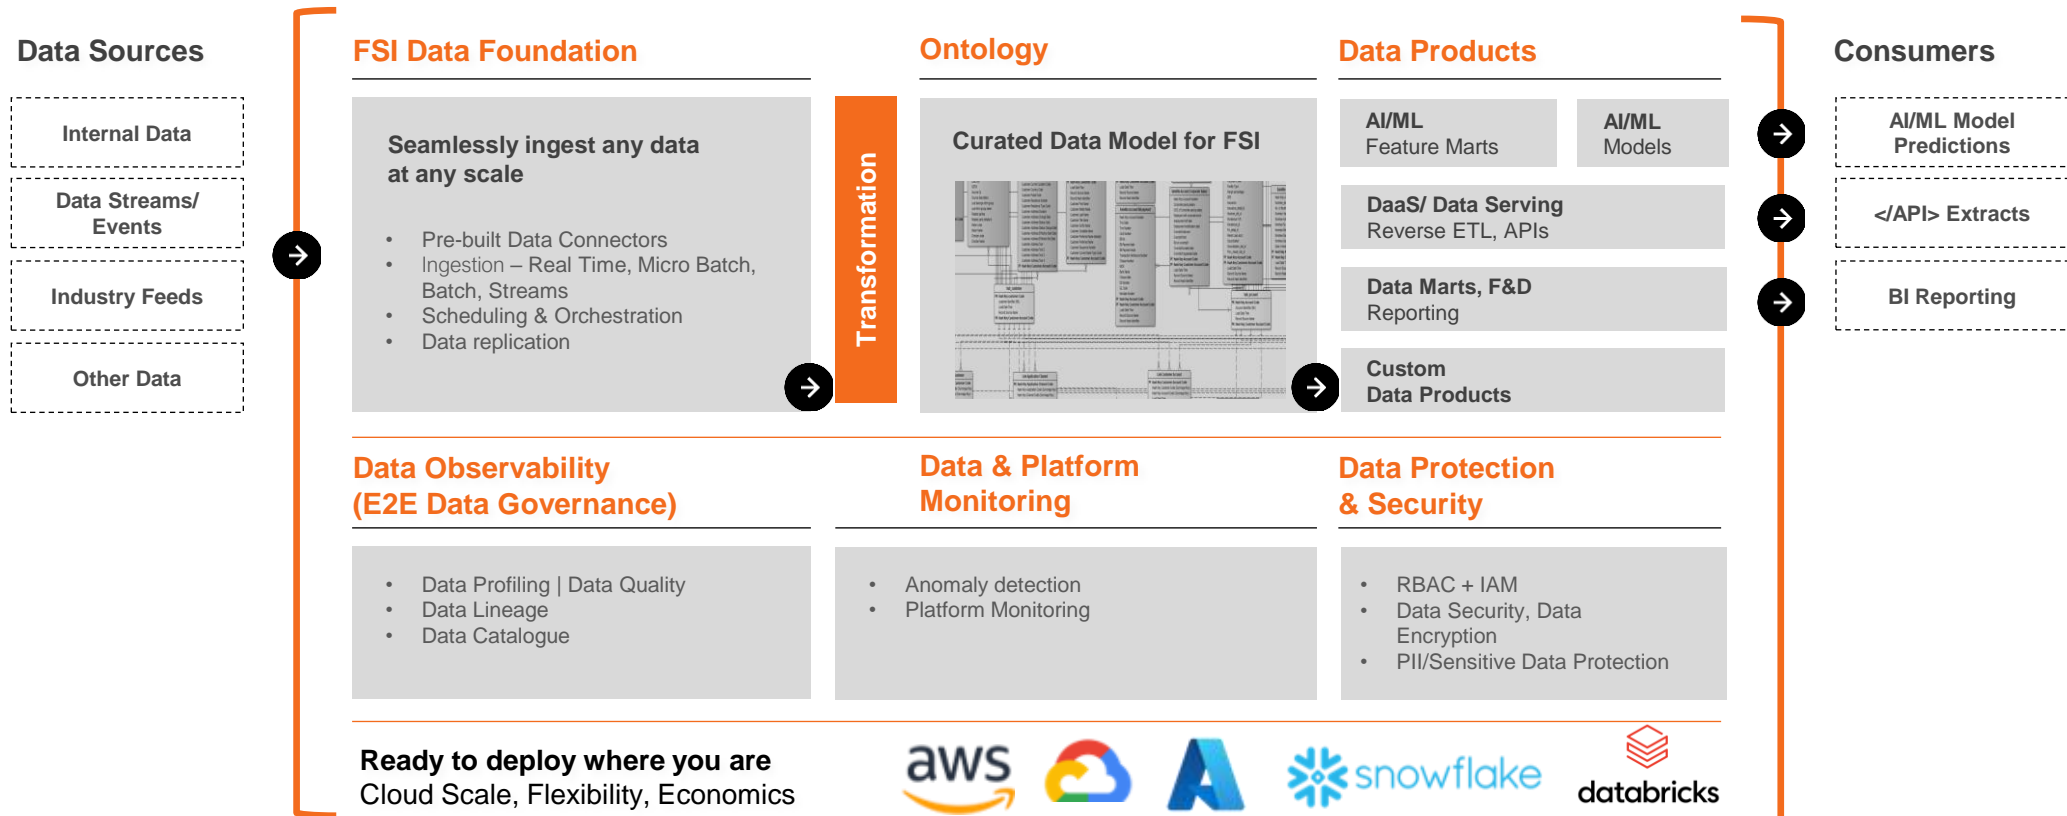 Data Sources
Internal Data
Data Streams/
Events
Industry Feeds
Other Data
FSI Data Foundation
Seamlessly ingest any data
at any scale
• Pre-built Data Connectors
• Ingestion – Real Time, Micro Batch,
Batch, Streams
• Scheduling & Orchestration
• Data replication
Transformation
Ontology
Curated Data Model for FSI
Data Products
AI/ML
Feature Marts
AI/ML
Models
DaaS/ Data Serving
Reverse ETL, APIs
Data Marts, F&D
Reporting
Custom
Data Products
Consumers
AI/ML Model
Predictions
</API> Extracts
BI Reporting
Data Observability
(E2E Data Governance)
• Data Profiling | Data Quality
• Data Lineage
• Data Catalogue
Data & Platform
Monitoring
• Anomaly detection
• Platform Monitoring
Data Protection
& Security
• RBAC + IAM
• Data Security, Data
Encryption
• PII/Sensitive Data Protection
Ready to deploy where you are
Cloud Scale, Flexibility, Economics
aws
snowflake
databricks